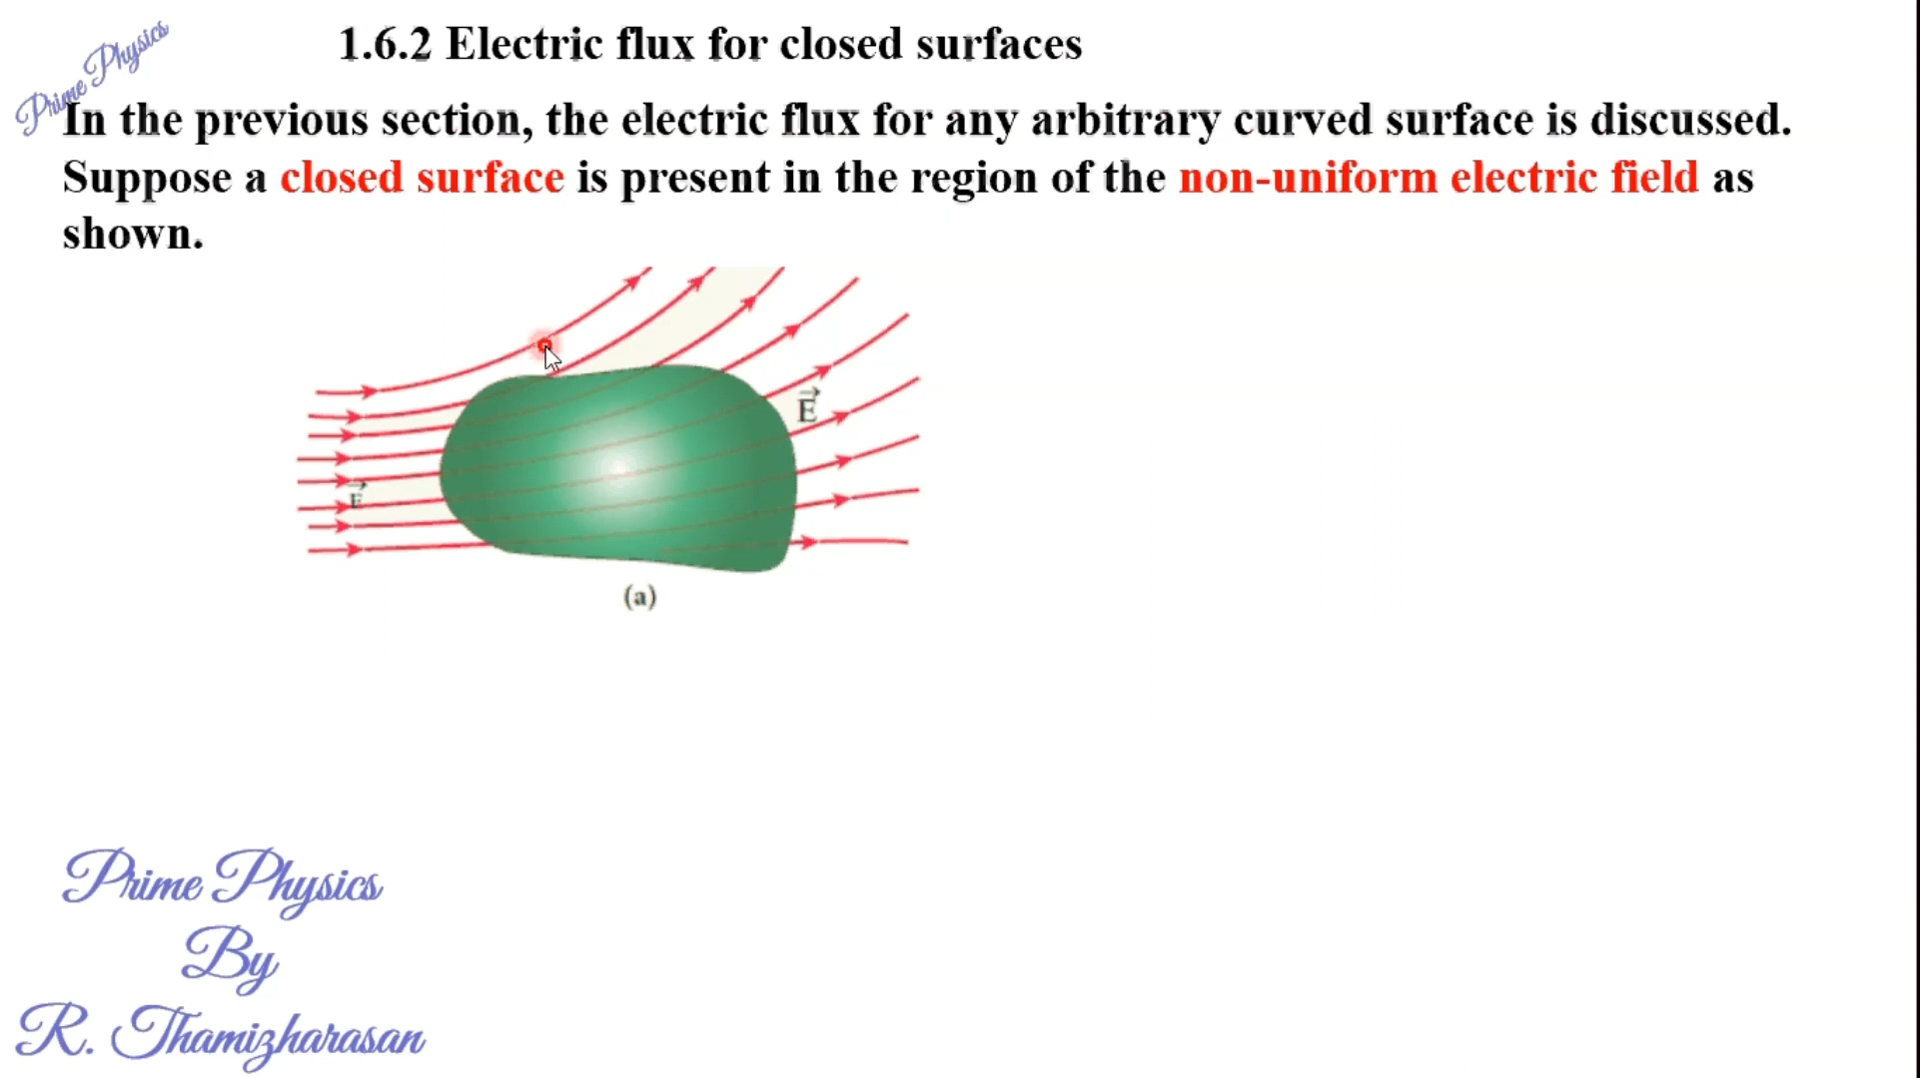 Prime Physics
1.6.2 Electric flux for closed surfaces
In the previous section, the electric flux for any arbitrary curved surface is discussed.
Suppose a closed surface is present in the region of the non-uniform electric field as
shown.
E⃗
E⃗
(a)
Prime Physics
By
R. Thamizharasan